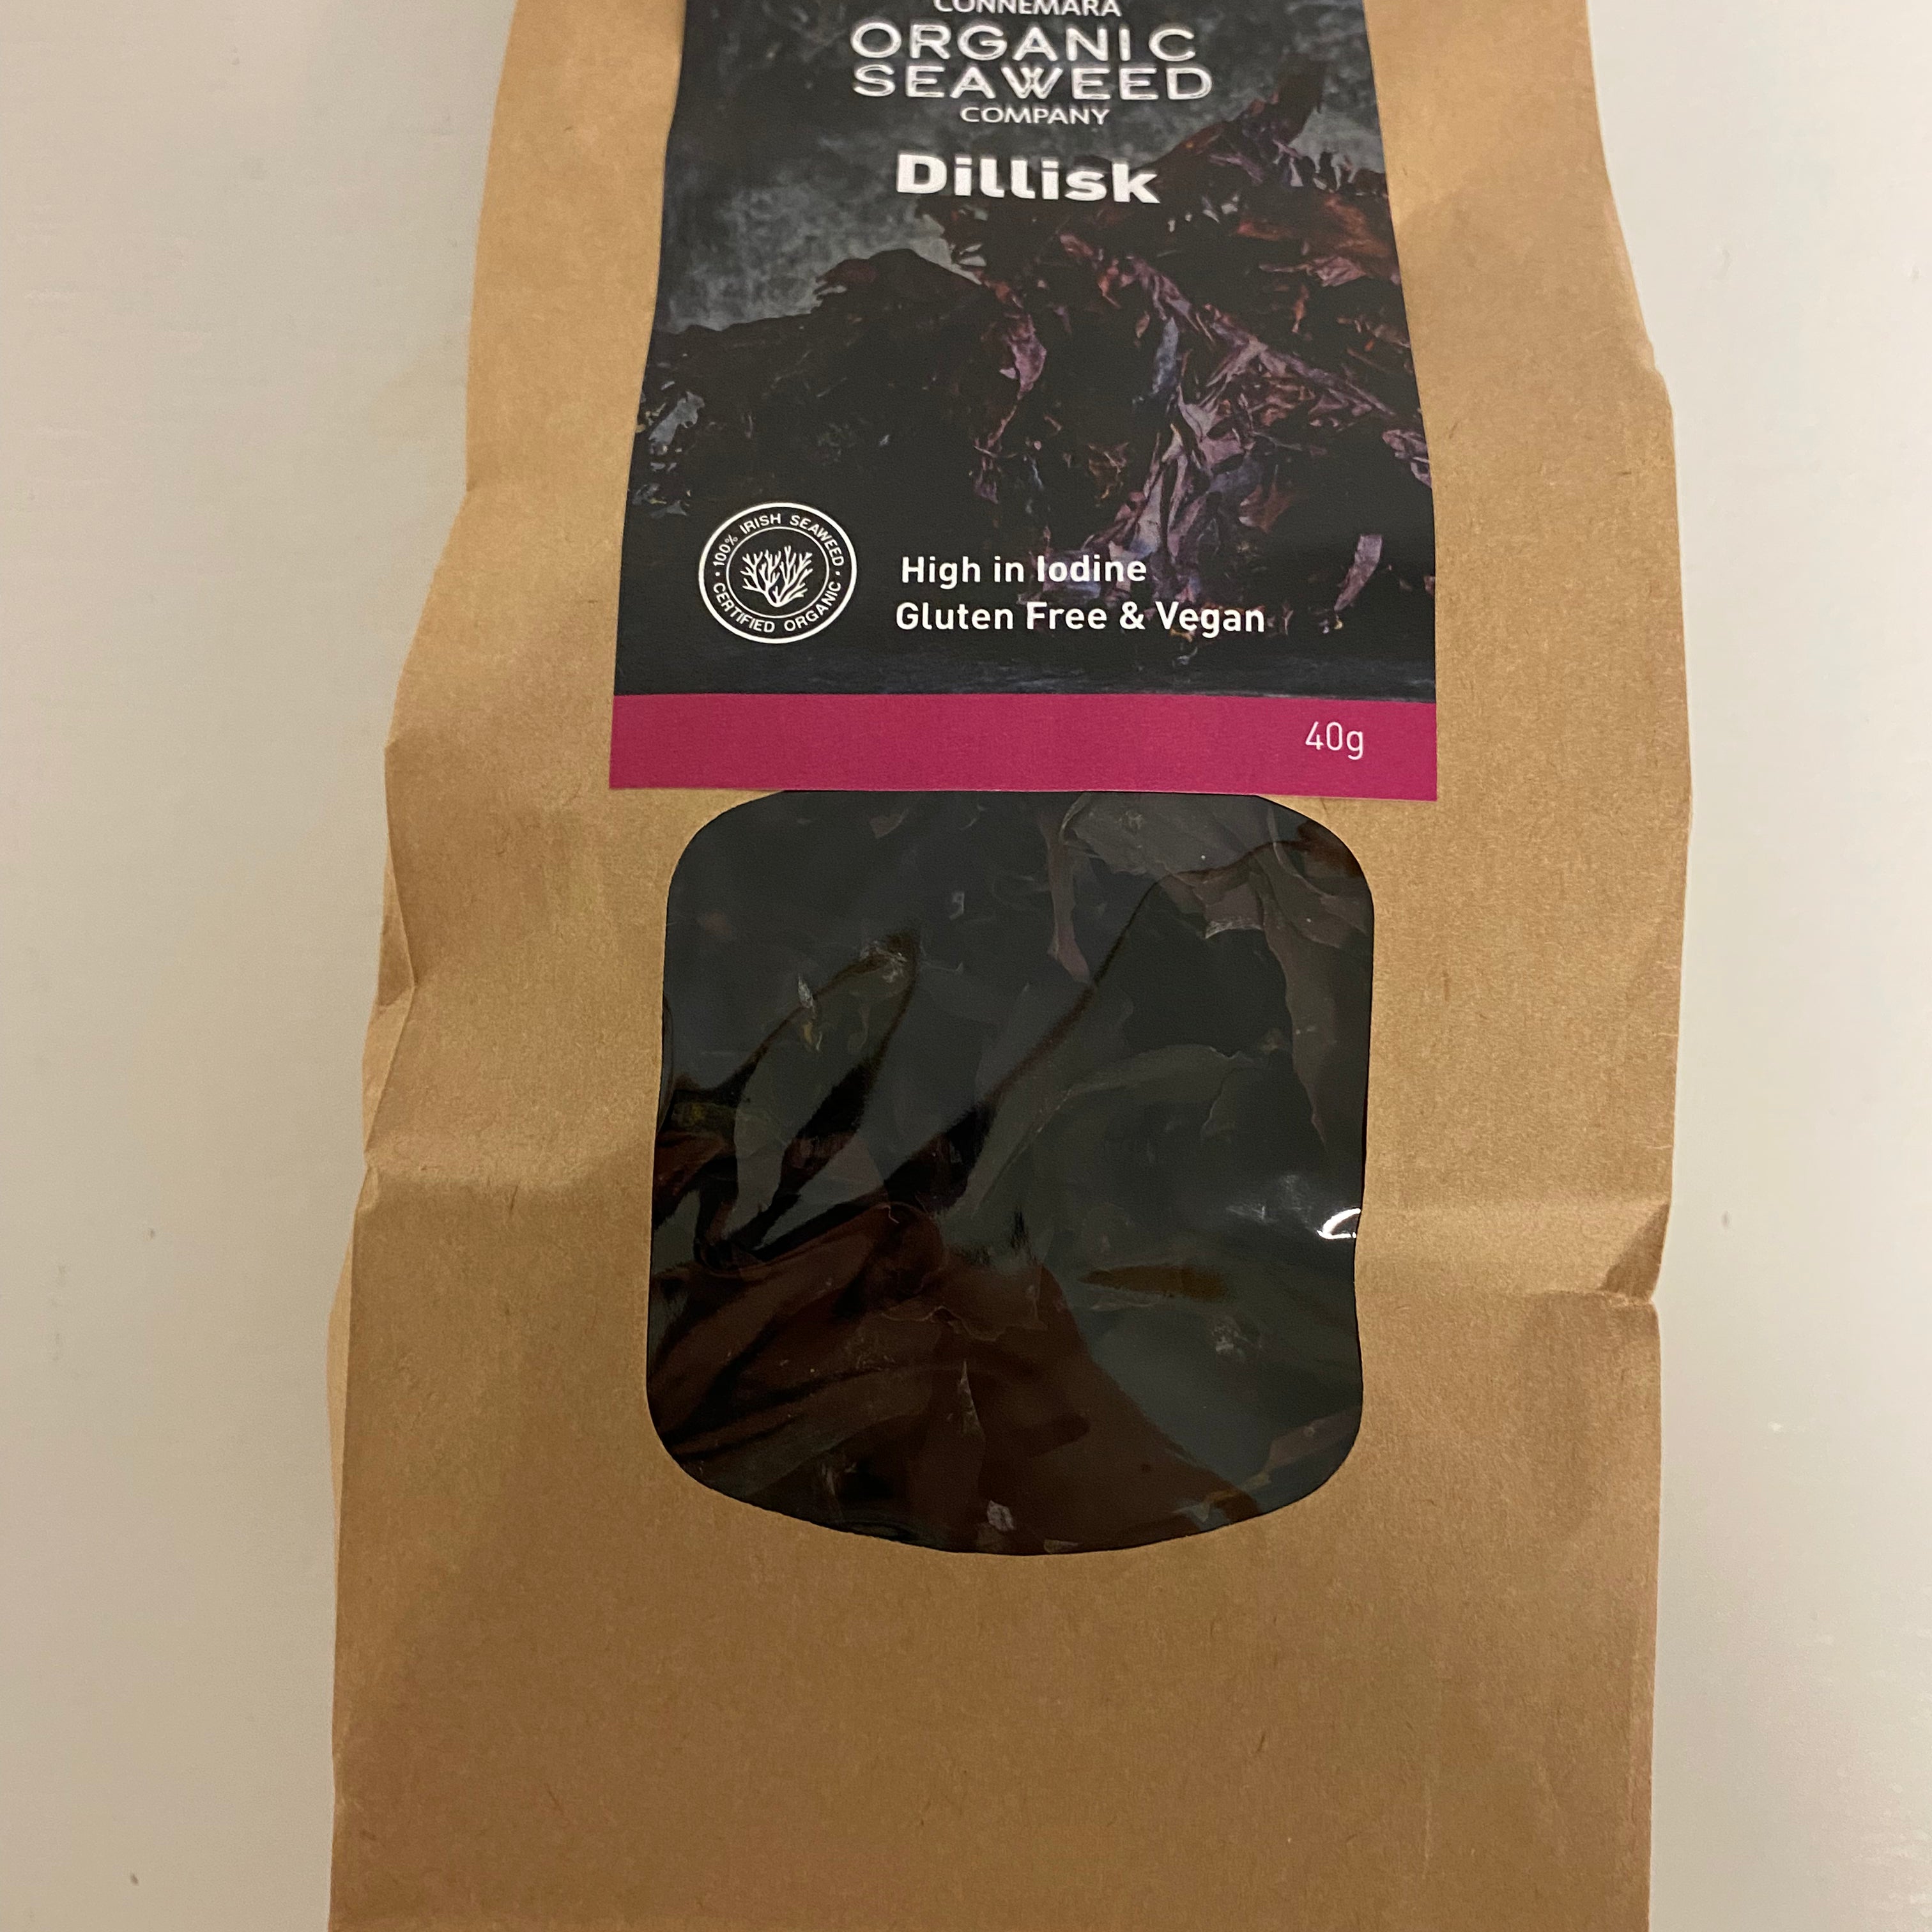 CONNEMARA
ORGANIC
SEAWEED
COMPANY
Dillisk
• 100% IRISH SEAWEED •
CERTIFIED ORGANIC
High in Iodine
Gluten Free & Vegan
40g